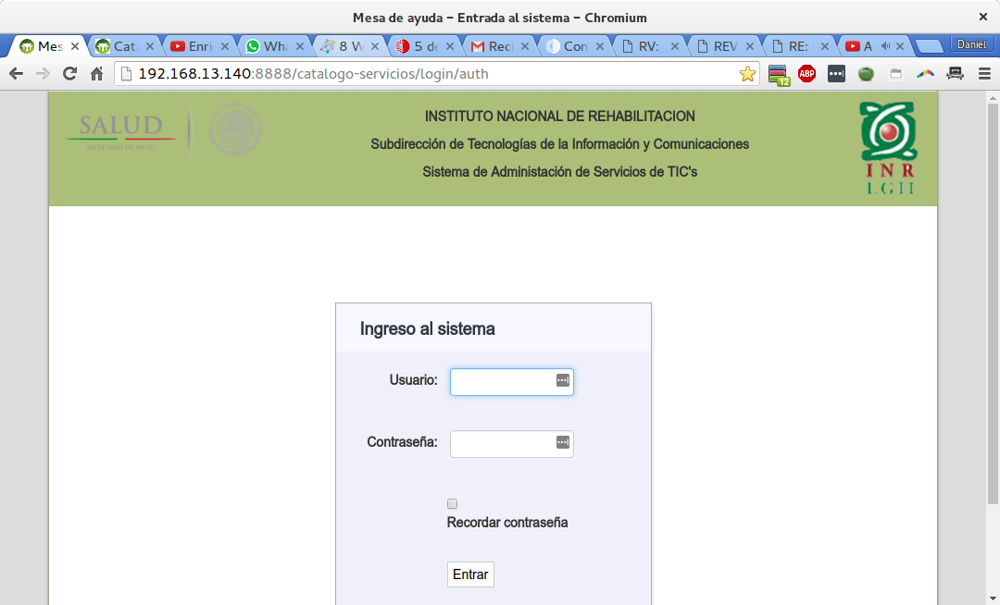 Mesa de ayuda – Entrada al sistema – Chromium
Mes
Cat
Enri
Wha
8 W
5 de
Reci
Con
RV:
REV
RE:
A
Daniel
192.168.13.140:8888/catalogo-servicios/login/auth
12
ABP
SALUD
SECRETARÍA DE SALUD
INSTITUTO NACIONAL DE REHABILITACION
Subdirección de Tecnologías de la Información y Comunicaciones
Sistema de Administación de Servicios de TIC's
INR
LGII
Ingreso al sistema
Usuario:
Contraseña:
Recordar contraseña
Entrar